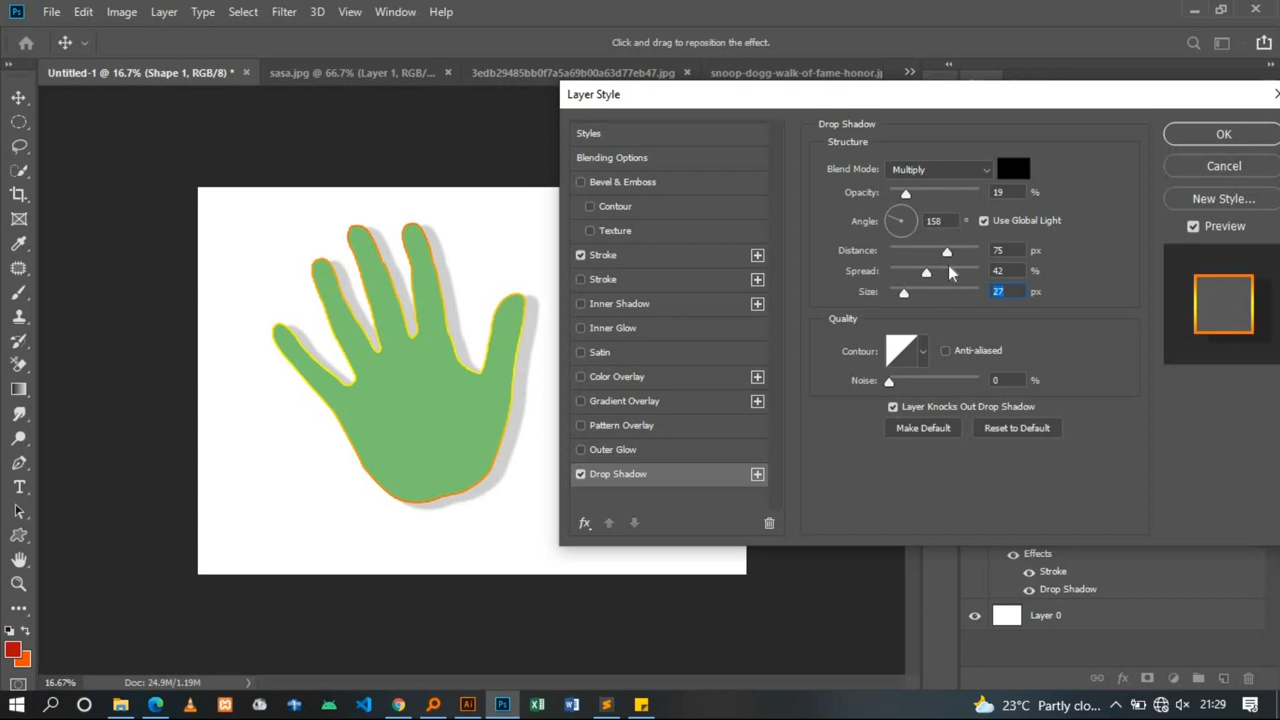 Ps File Edit Image Layer Type Select Filter 3D View Window Help
Click and drag to reposition the effect.
Untitled-1 @ 16.7% (Shape 1, RGB/8) * × sasa.jpg @ 66.7% (Layer 1, RGB/... × 3edb29485bb0f7a5a69b00a63d77eb47.jpg × snoop-dogg-walk-of-fame-honor.jp
Layer Style
Styles
Blending Options
Bevel & Emboss
Contour
Texture
Stroke
Stroke
Inner Shadow
Inner Glow
Satin
Color Overlay
Gradient Overlay
Pattern Overlay
Outer Glow
Drop Shadow
fx
Drop Shadow
Structure
Blend Mode: Multiply
Opacity: 19 %
Angle: 158 ° Use Global Light
Distance: 75 px
Spread: 42 %
Size: 27 px
Quality
Contour: Anti-aliased
Noise: 0 %
Layer Knocks Out Drop Shadow
Make Default Reset to Default
OK
Cancel
New Style...
Preview
Effects
Stroke
Drop Shadow
Layer 0
fx
T
16.67% Doc: 24.9M/1.19M
Ai Ps 23°C Partly clo... 21:29